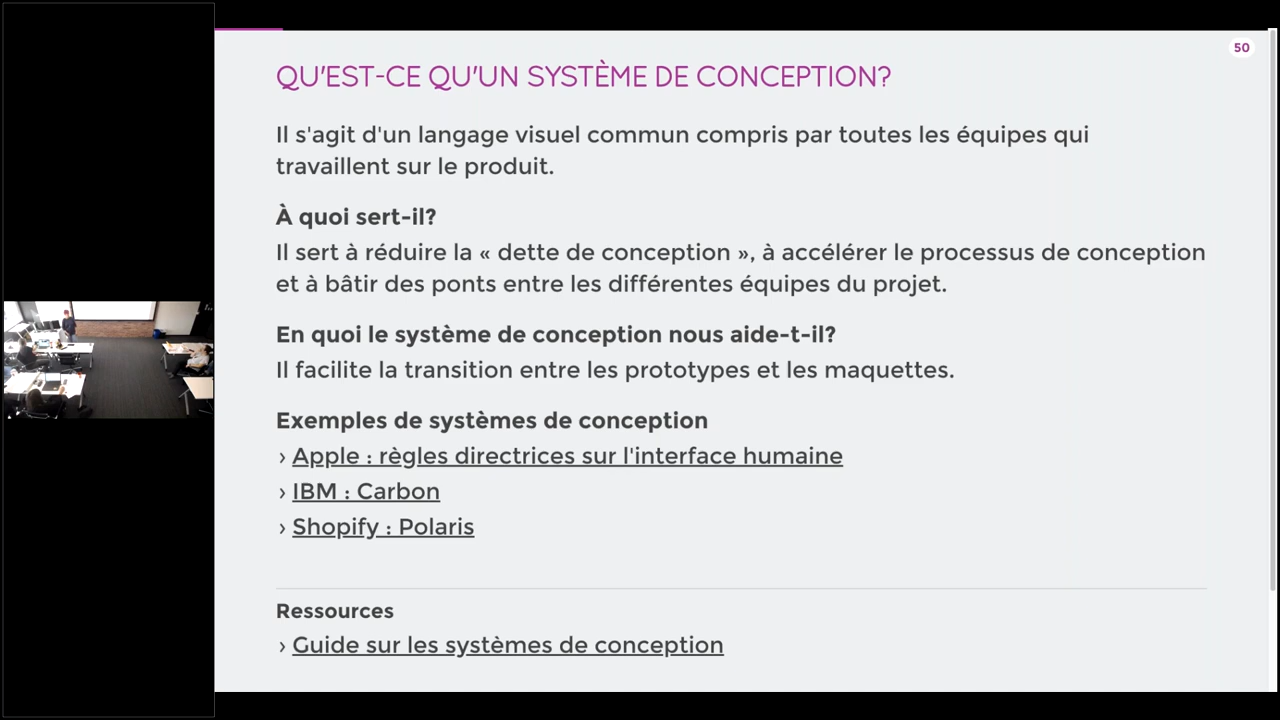 50
QU'EST-CE QU'UN SYSTÈME DE CONCEPTION?
Il s'agit d'un langage visuel commun compris par toutes les équipes qui
travaillent sur le produit.
À quoi sert-il?
Il sert à réduire la « dette de conception », à accélérer le processus de conception
et à bâtir des ponts entre les différentes équipes du projet.
En quoi le système de conception nous aide-t-il?
Il facilite la transition entre les prototypes et les maquettes.
Exemples de systèmes de conception
› Apple : règles directrices sur l'interface humaine
› IBM : Carbon
› Shopify : Polaris
Ressources
› Guide sur les systèmes de conception